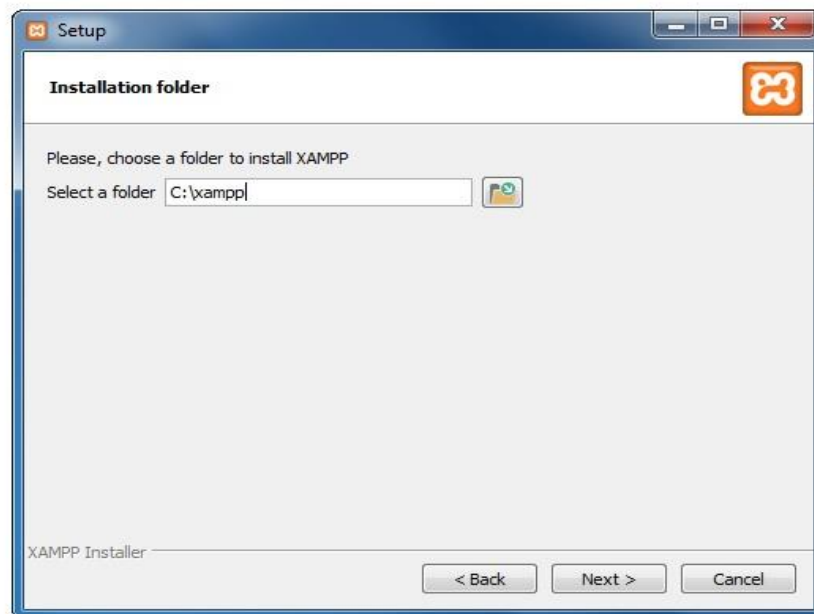 Setup
Installation folder
Please, choose a folder to install XAMPP
Select a folder C:\xampp
XAMPP Installer
< Back Next > Cancel